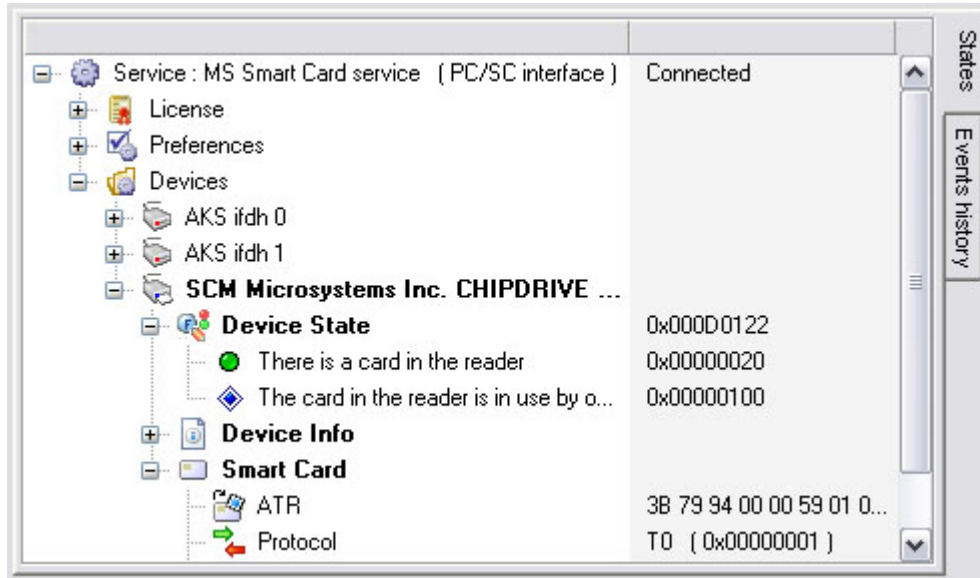 Service : MS Smart Card service ( PC/SC interface ) Connected
License
Preferences
Devices
AKS ifdh 0
AKS ifdh 1
SCM Microsystems Inc. CHIPDRIVE ...
Device State 0x000D0122
There is a card in the reader 0x00000020
The card in the reader is in use by o... 0x00000100
Device Info
Smart Card
ATR 3B 79 94 00 00 59 01 0...
Protocol T0 ( 0x00000001 )
States
Events history